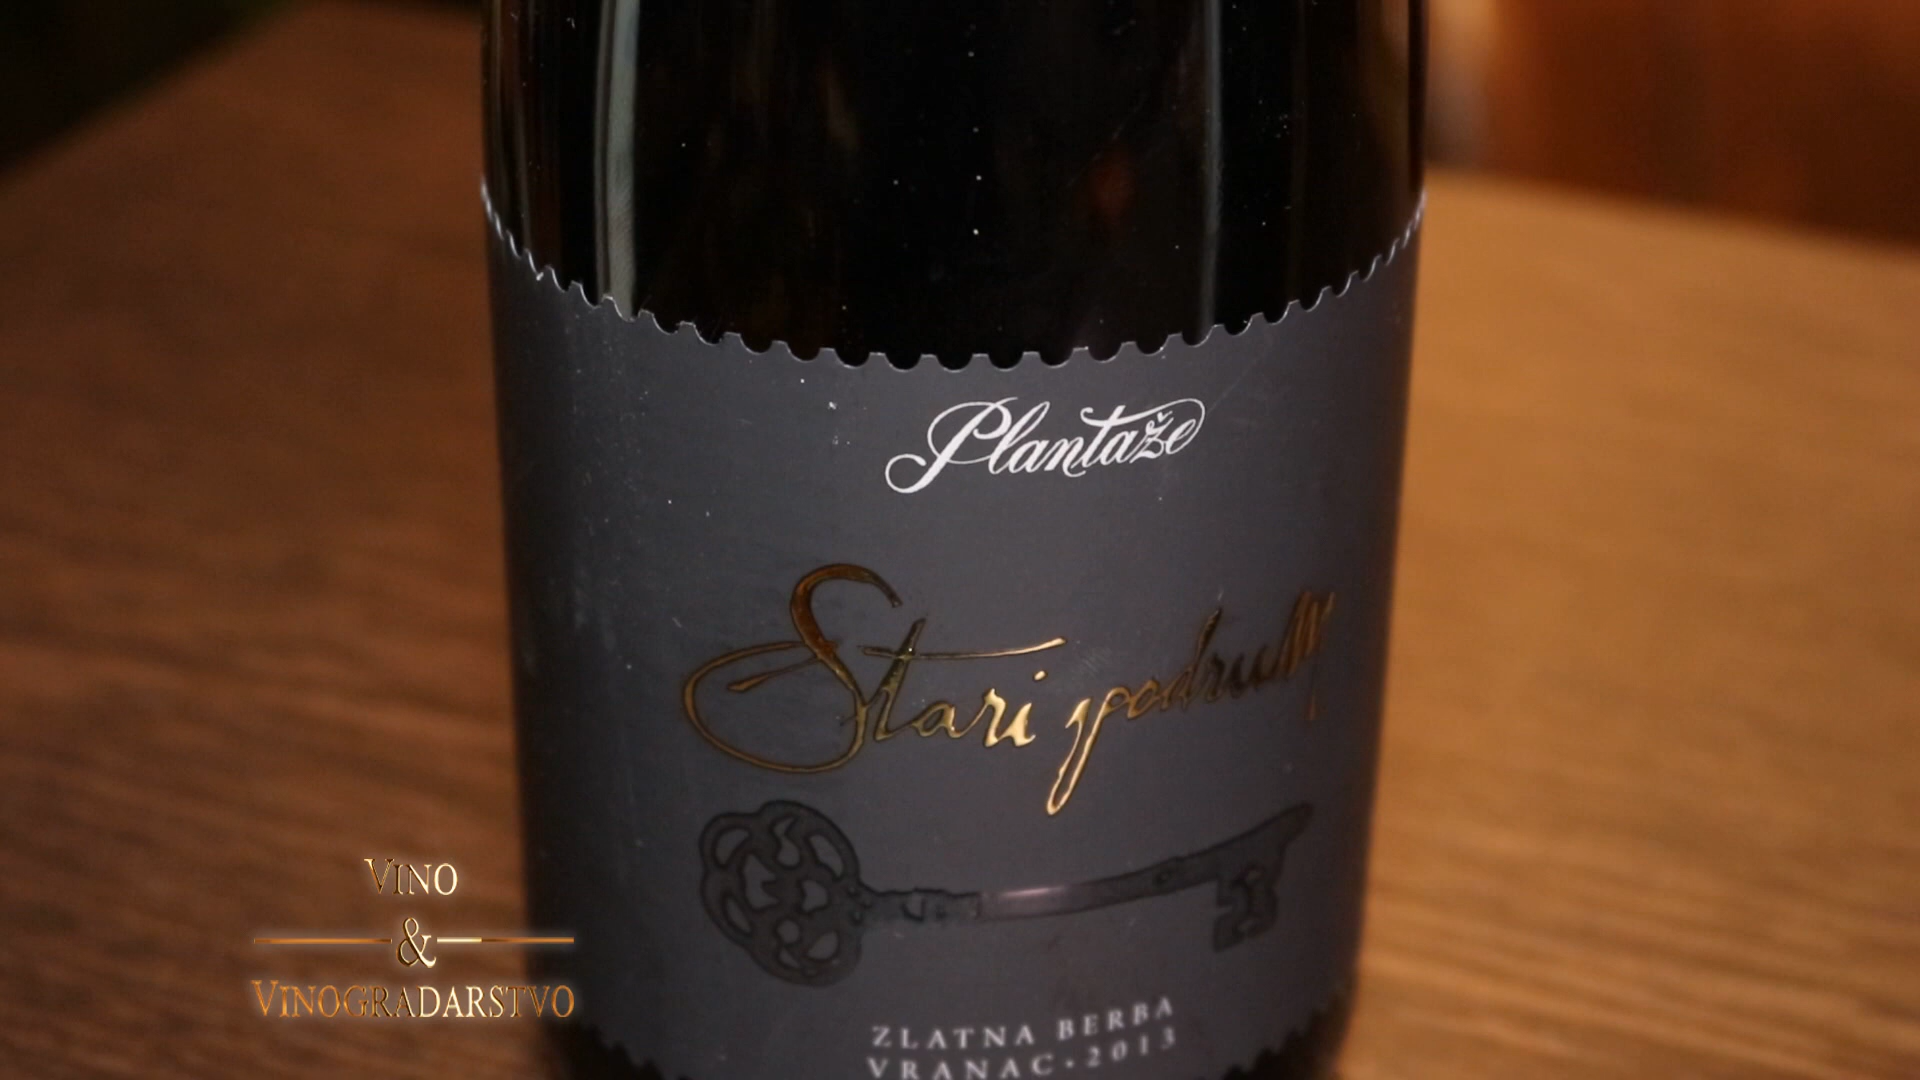 Plantaže
Stari podrum
ZLATNA BERBA
VRANAC · 2013
VINO
&
VINOGRADARSTVO